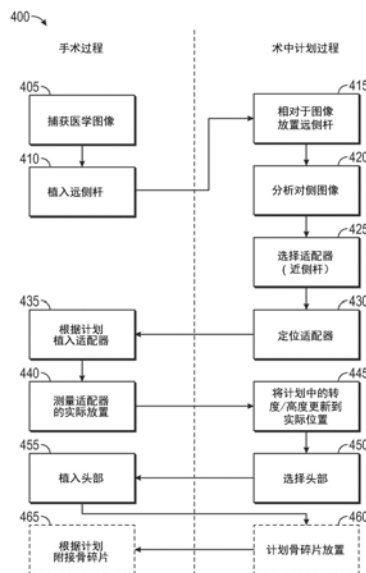 400
手术过程
术中计划过程
405
捕获医学图像
410
植入远侧杆
415
相对于图像
放置远侧杆
420
分析对侧图像
425
选择适配器
(近侧杆)
430
定位适配器
435
根据计划
植入适配器
440
测量适配器
的实际放置
445
将计划中的转
度/高度更新到
实际位置
450
选择头部
455
植入头部
460
计划骨碎片放置
465
根据计划
附接骨碎片